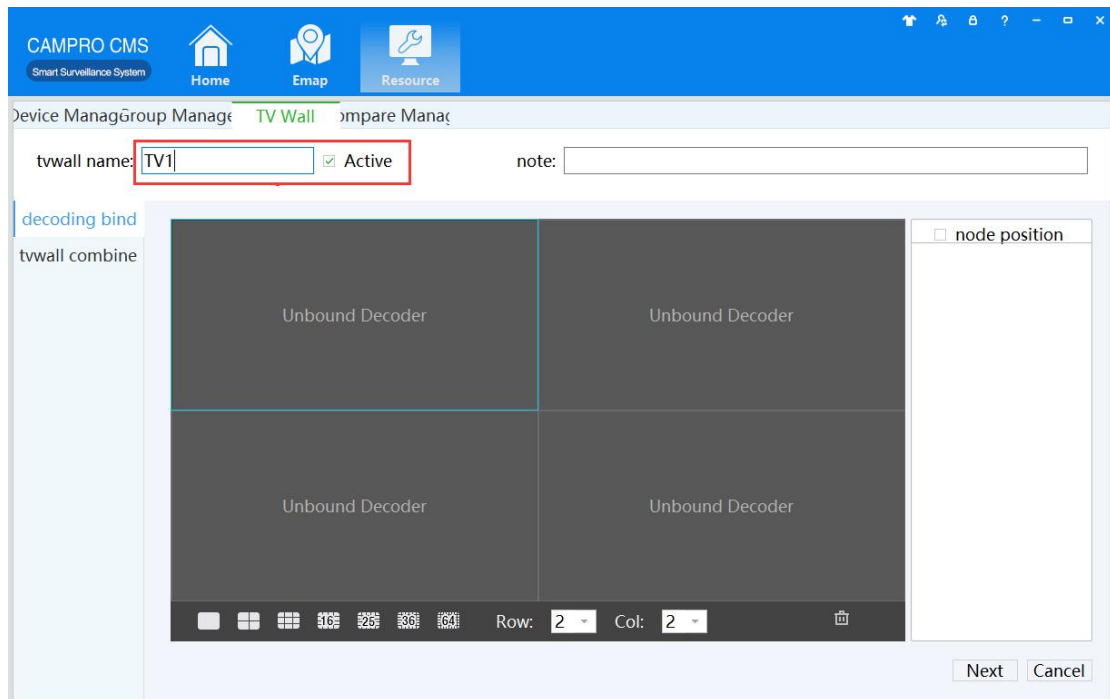 CAMPRO CMS
Smart Surveillance System
Home
Emap
Resource
?
Device Manag
Group Manage
TV Wall
ompare Manag
tvwall name: TV1
Active
note:
decoding bind
tvwall combine
Unbound Decoder
Unbound Decoder
node position
Unbound Decoder
Unbound Decoder
16 25 36 64
Row: 2
Col: 2
Next
Cancel